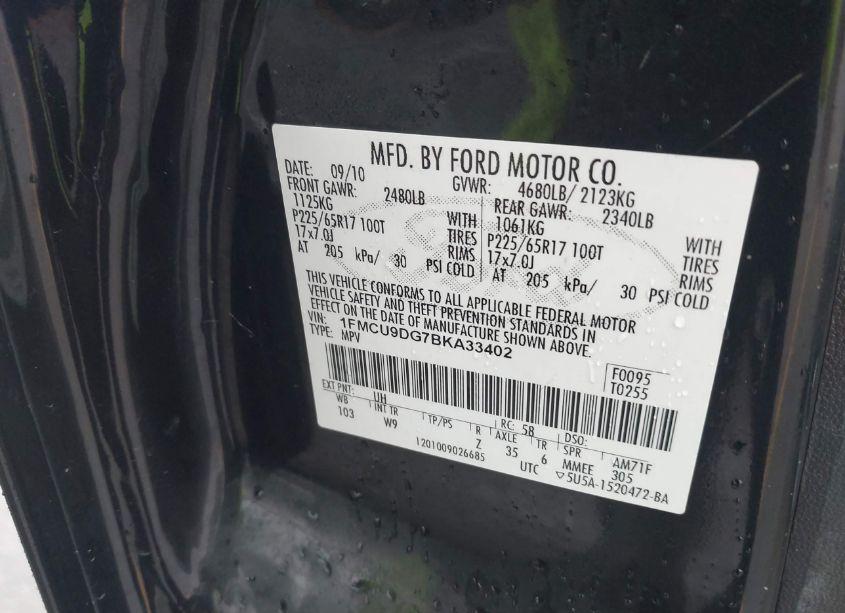 MFD. BY FORD MOTOR CO.
DATE: 09/10 GVWR: 4680LB/ 2123KG
FRONT GAWR: 2480LB REAR GAWR: 2340LB
1125KG WITH 1061KG WITH
P225/65R17 100T TIRES P225/65R17 100T TIRES
17x7.0J RIMS 17x7.0J RIMS
AT 205 kPa/ 30 PSI COLD AT 205 kPa/ 30 PSI COLD
THIS VEHICLE CONFORMS TO ALL APPLICABLE FEDERAL MOTOR
VEHICLE SAFETY AND THEFT PREVENTION STANDARDS IN
EFFECT ON THE DATE OF MANUFACTURE SHOWN ABOVE.
VIN: 1FMCU9DG7BKA33402
TYPE: MPV
F0095
T0255
EXT PNT: UH RC: 58 DSO:
WB INT TR TP/PS R AXLE TR SPR AM71F
103 W9 Z 35 6 MMEE 305
1201009026685 UTC ▽5U5A-1520472-BA